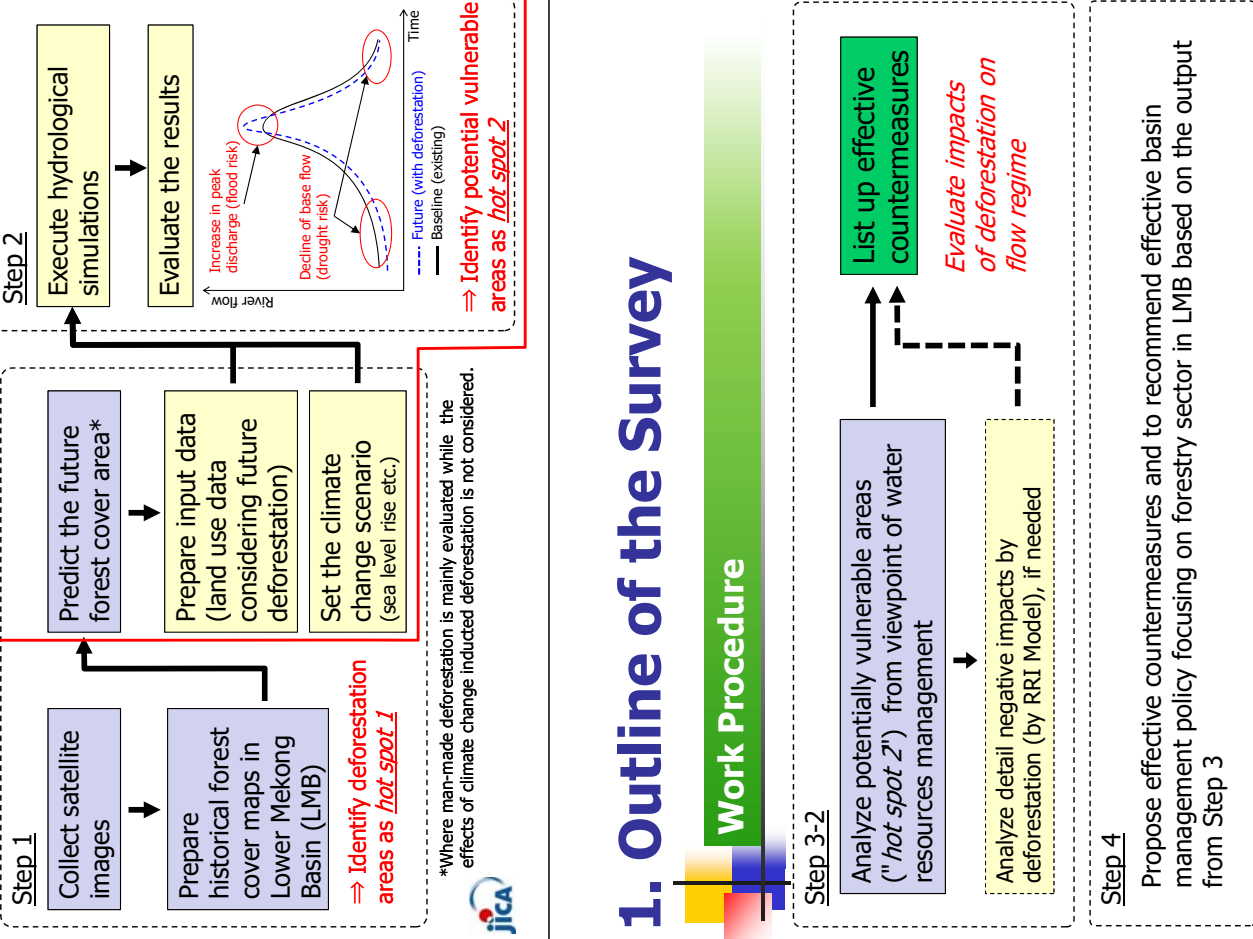 Step 1
Collect satellite
images
Prepare
historical forest
cover maps in
Lower Mekong
Basin (LMB)
⇒ Identify deforestation
areas as hot spot 1
Predict the future
forest cover area*
Prepare input data
(land use data
considering future
deforestation)
Set the climate
change scenario
(sea level rise etc.)
*Where man-made deforestation is mainly evaluated while the
effects of climate change inducted deforestation is not considered.
Step 2
Execute hydrological
simulations
Evaluate the results
River flow
Increase in peak
discharge (flood risk)
Decline of base flow
(drought risk)
Time
Future (with deforestation)
Baseline (existing)
⇒ Identify potential vulnerable
areas as hot spot 2
jICA
1. Outline of the Survey
Work Procedure
Step 3-2
Analyze potentially vulnerable areas
("hot spot 2") from viewpoint of water
resources management
Analyze detail negative impacts by
deforestation (by RRI Model), if needed
List up effective
countermeasures
Evaluate impacts
of deforestation on
flow regime
Step 4
Propose effective countermeasures and to recommend effective basin
management policy focusing on forestry sector in LMB based on the output
from Step 3